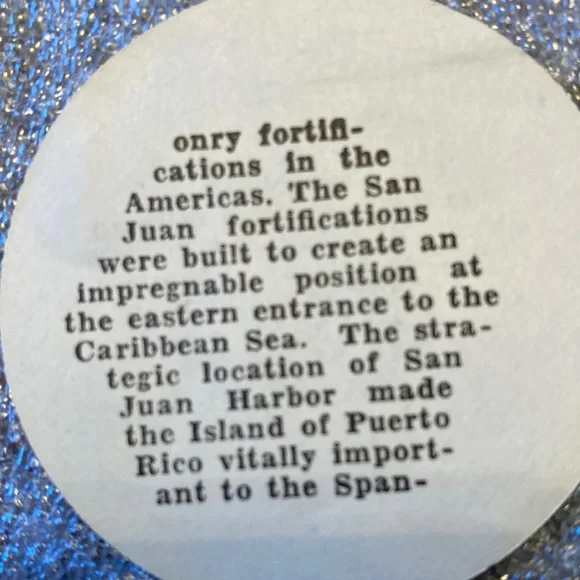 onry fortifi-
cations in the
Americas. The San
Juan fortifications
were built to create an
impregnable position at
the eastern entrance to the
Caribbean Sea. The stra-
tegic location of San
Juan Harbor made
the Island of Puerto
Rico vitally import-
ant to the Span-